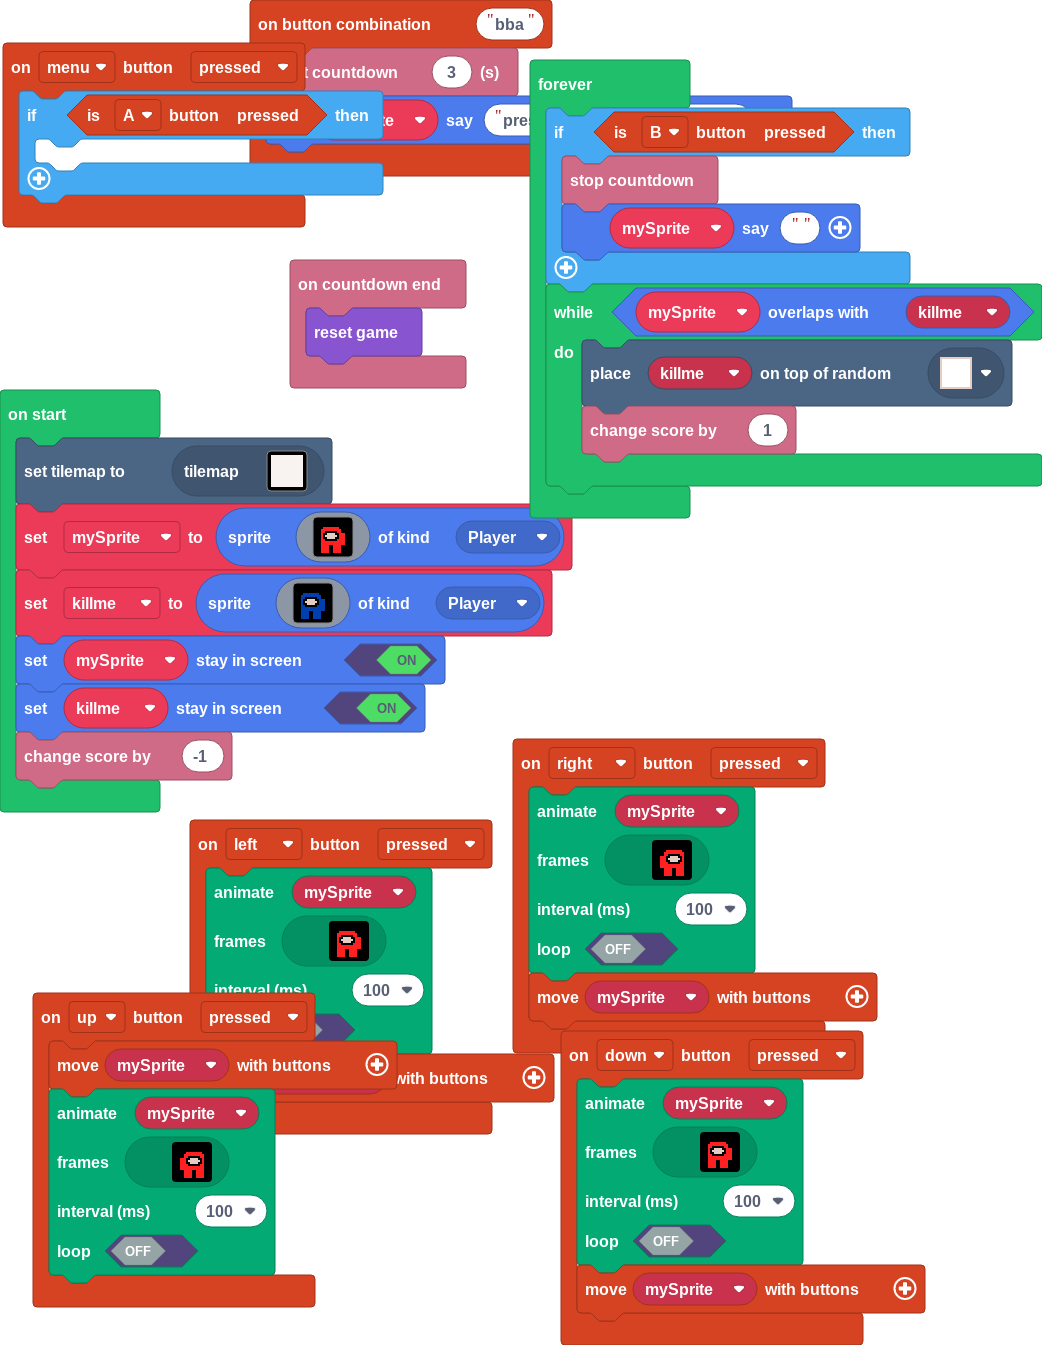 on button combination "bba"
t countdown 3 (s)
say "pres
on menu button pressed
if is A button pressed then
forever
if is B button pressed then
stop countdown
mySprite say " "
while mySprite overlaps with killme
do
place killme on top of random
change score by 1
on countdown end
reset game
on start
set tilemap to tilemap
set mySprite to sprite of kind Player
set killme to sprite of kind Player
set mySprite stay in screen ON
set killme stay in screen ON
change score by -1
on right button pressed
animate mySprite
frames
interval (ms) 100
loop OFF
move mySprite with buttons
on left button pressed
animate mySprite
frames
interval (ms) 100
with buttons
on up button pressed
move mySprite with buttons
animate mySprite
frames
interval (ms) 100
loop OFF
on down button pressed
animate mySprite
frames
interval (ms) 100
loop OFF
move mySprite with buttons